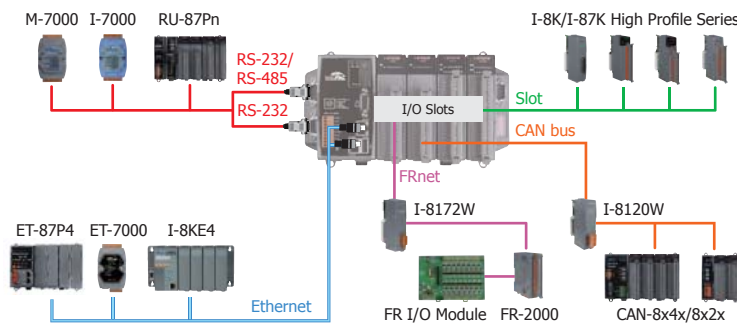 M-7000 I-7000 RU-87Pn
I-8K/I-87K High Profile Series
RS-232/
RS-485
RS-232
I/O Slots
Slot
CAN bus
FRnet
I-8172W
I-8120W
ET-87P4 ET-7000 I-8KE4
Ethernet
FR I/O Module FR-2000 CAN-8x4x/8x2x